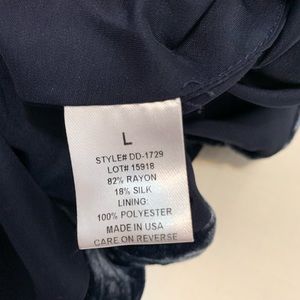 L
STYLE# DD-1729
LOT# 15918
82% RAYON
18% SILK
LINING:
100% POLYESTER
MADE IN USA
CARE ON REVERSE